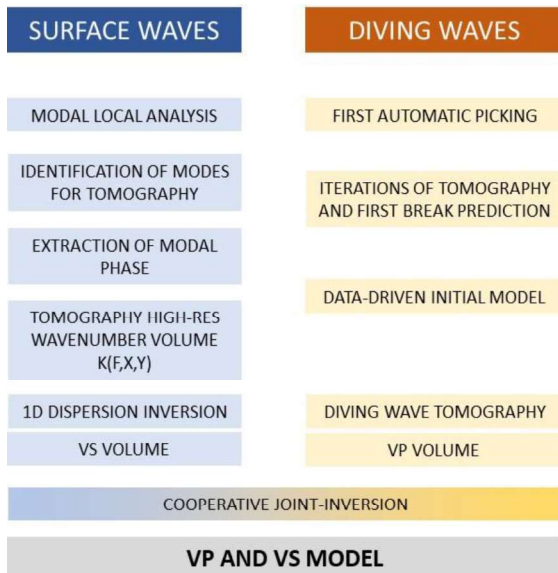 SURFACE WAVES
MODAL LOCAL ANALYSIS
IDENTIFICATION OF MODES
FOR TOMOGRAPHY
EXTRACTION OF MODAL
PHASE
TOMOGRAPHY HIGH-RES
WAVENUMBER VOLUME
K(F,X,Y)
1D DISPERSION INVERSION
VS VOLUME
DIVING WAVES
FIRST AUTOMATIC PICKING
ITERATIONS OF TOMOGRAPHY
AND FIRST BREAK PREDICTION
DATA-DRIVEN INITIAL MODEL
DIVING WAVE TOMOGRAPHY
VP VOLUME
COOPERATIVE JOINT-INVERSION
VP AND VS MODEL